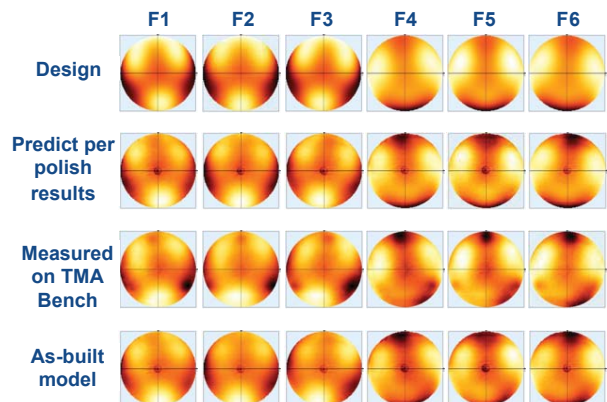 F1 F2 F3 F4 F5 F6
Design
Predict per
polish
results
Measured
on TMA
Bench
As-built
model